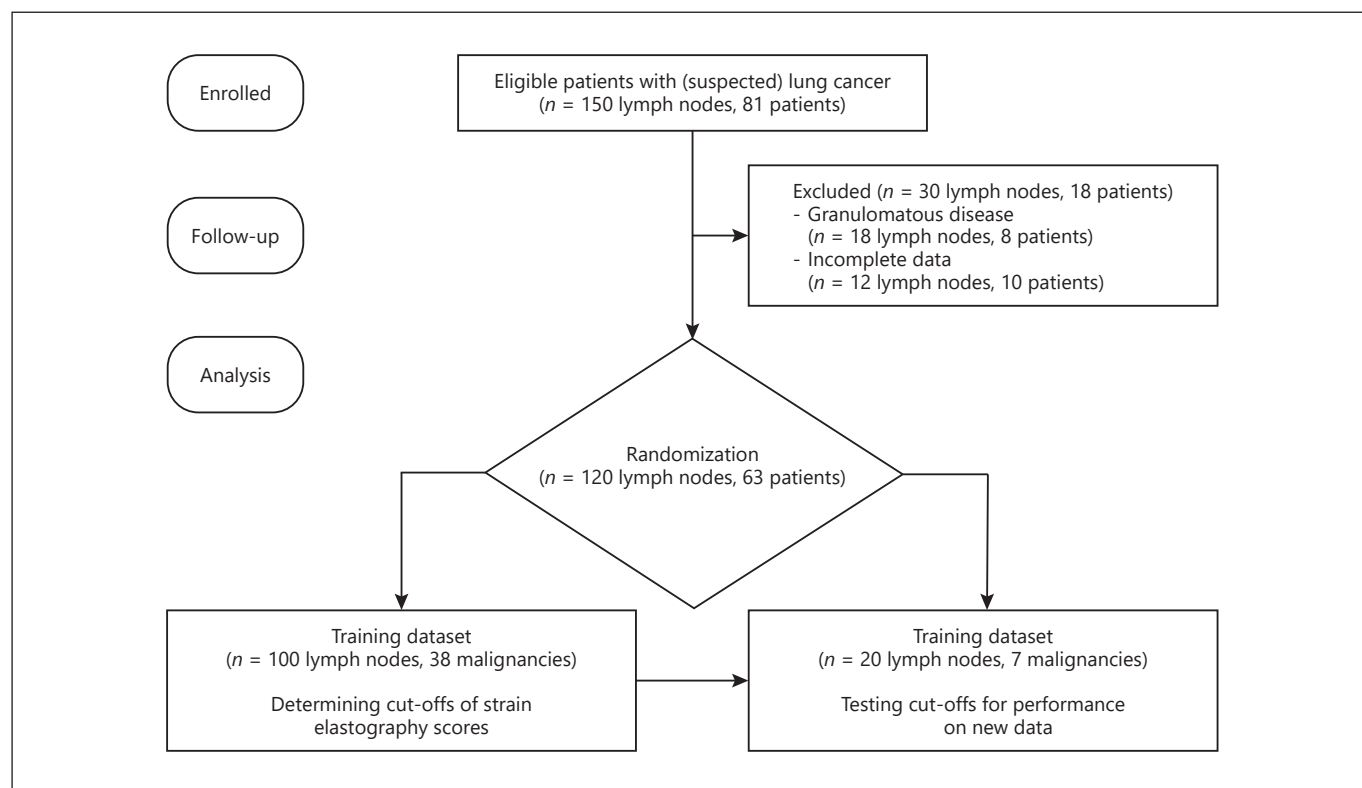 Enrolled
Eligible patients with (suspected) lung cancer
(n = 150 lymph nodes, 81 patients)
Follow-up
Excluded (n = 30 lymph nodes, 18 patients)
- Granulomatous disease
(n = 18 lymph nodes, 8 patients)
- Incomplete data
(n = 12 lymph nodes, 10 patients)
Analysis
Randomization
(n = 120 lymph nodes, 63 patients)
Training dataset
(n = 100 lymph nodes, 38 malignancies)
Determining cut-offs of strain
elastography scores
Training dataset
(n = 20 lymph nodes, 7 malignancies)
Testing cut-offs for performance
on new data